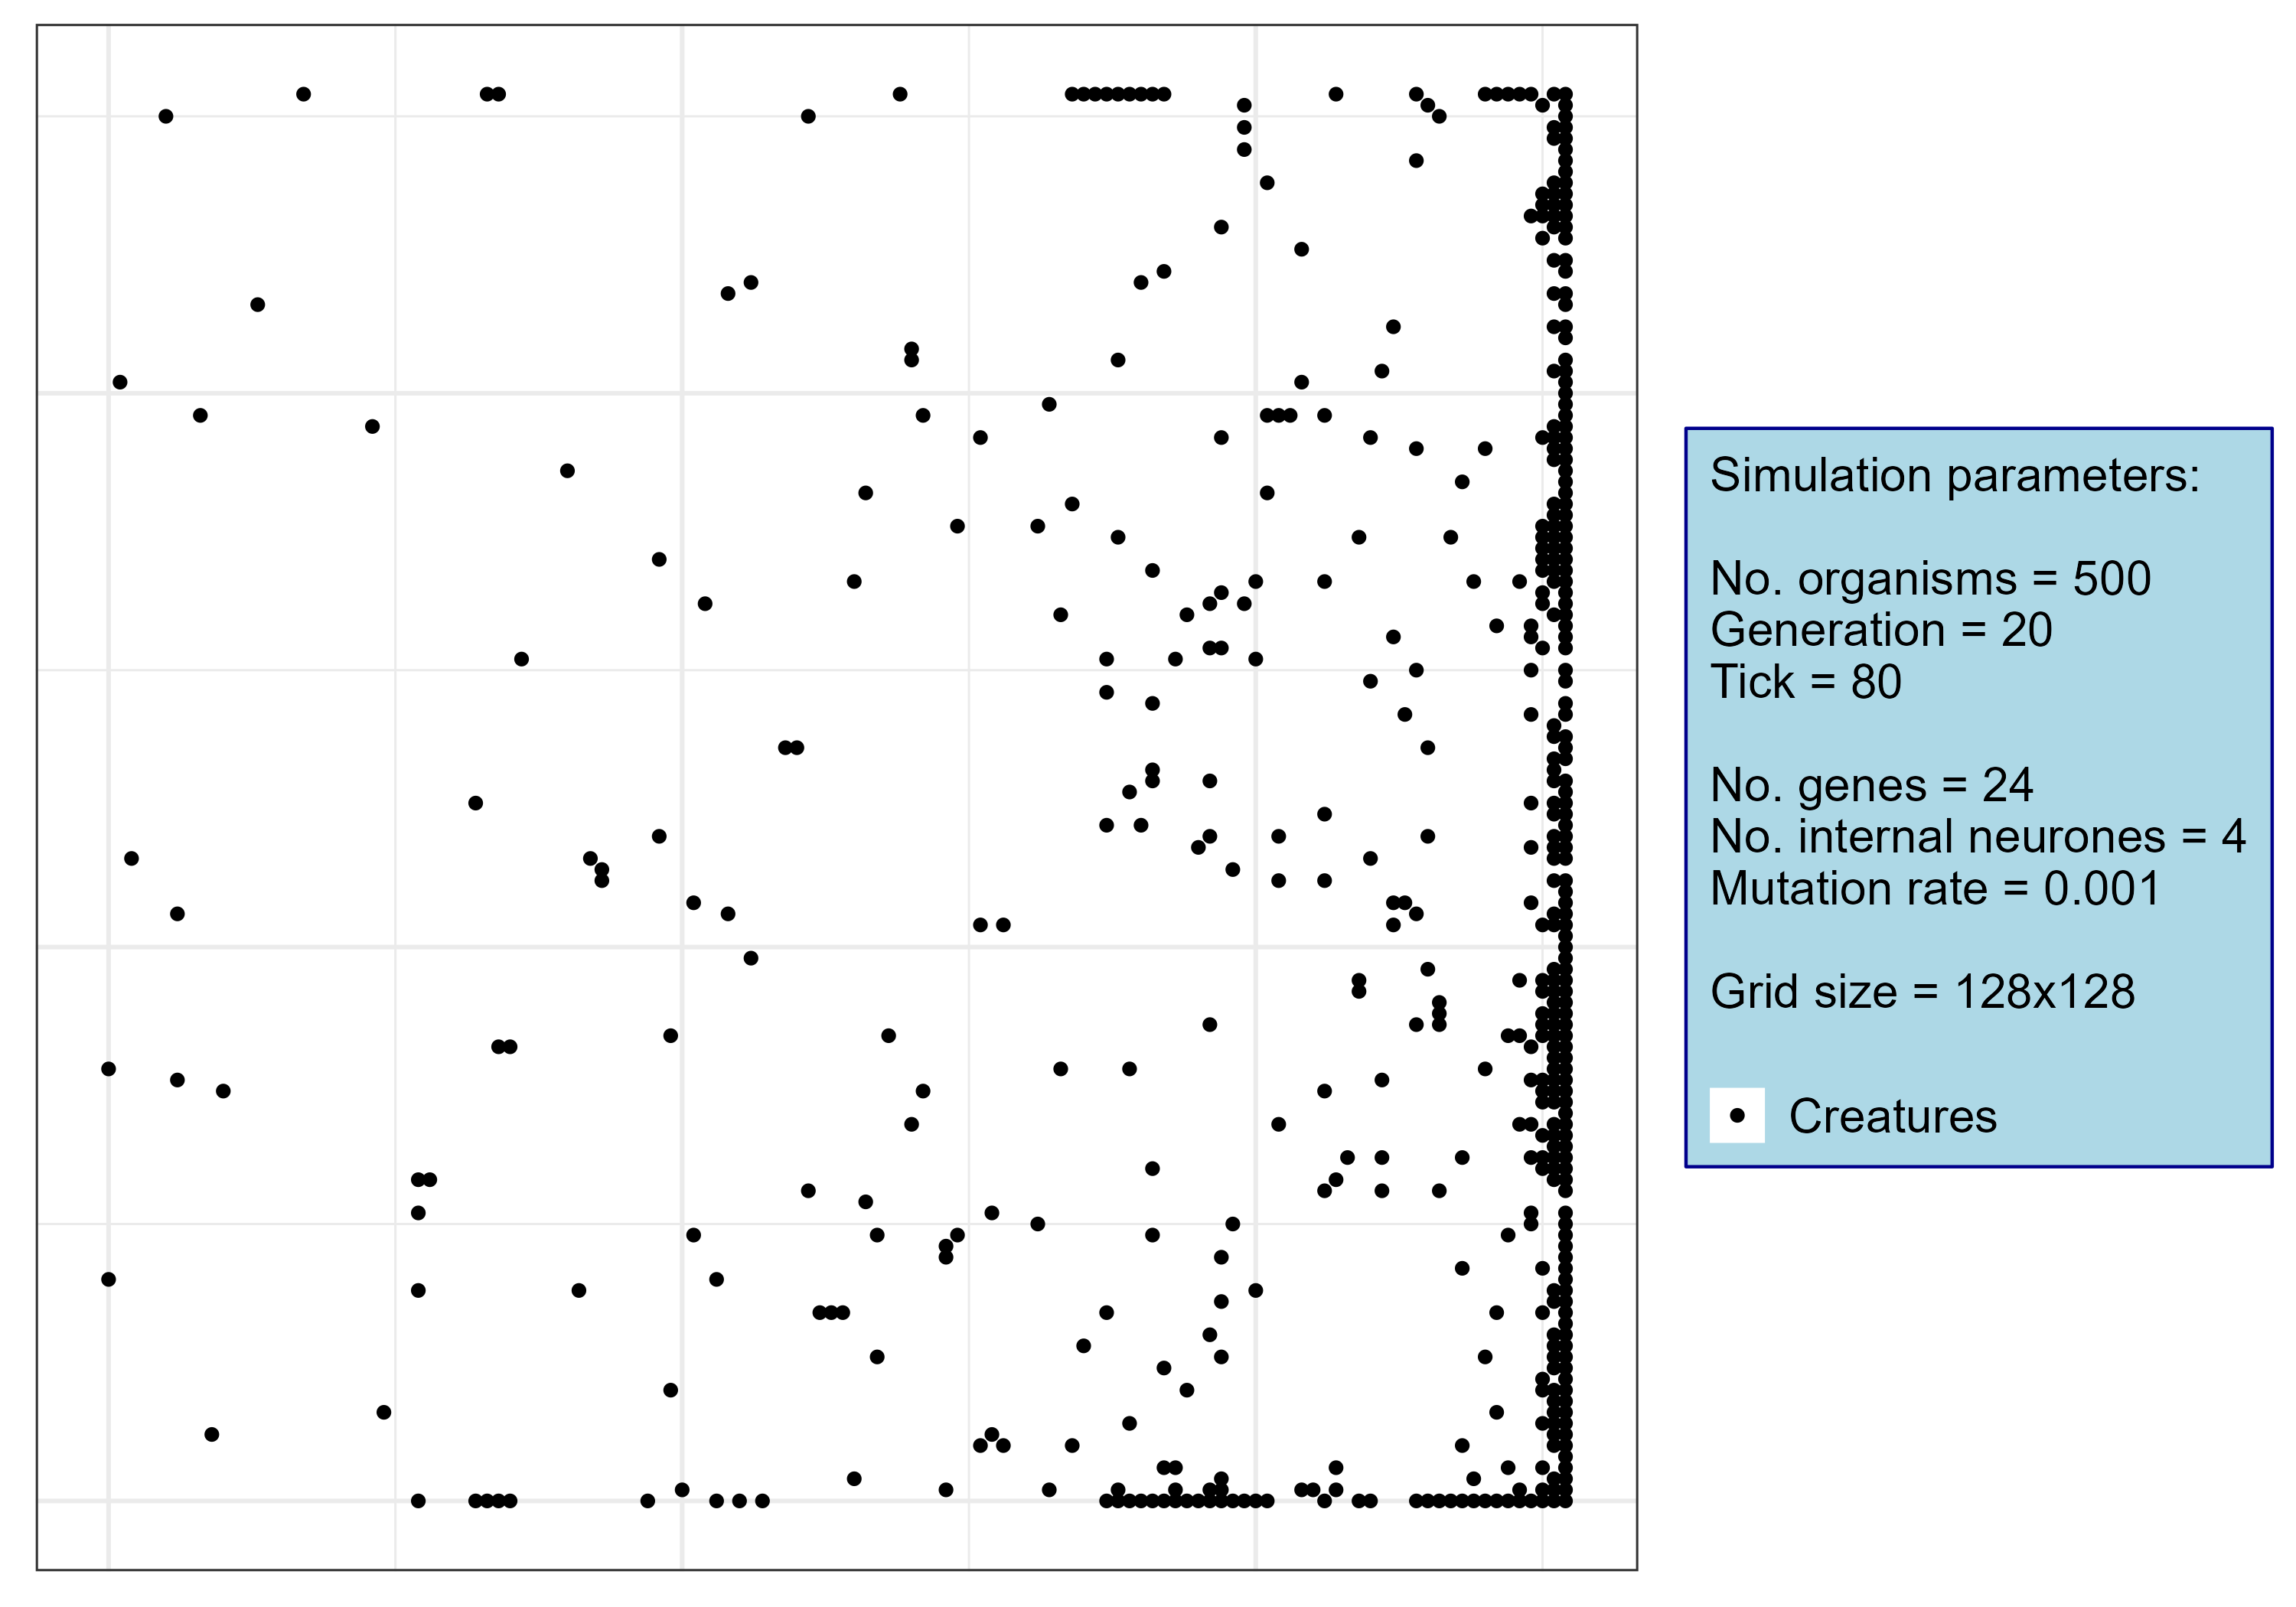 Simulation parameters:
No. organisms = 500
Generation = 20
Tick = 80
No. genes = 24
No. internal neurones = 4
Mutation rate = 0.001
Grid size = 128x128
Creatures